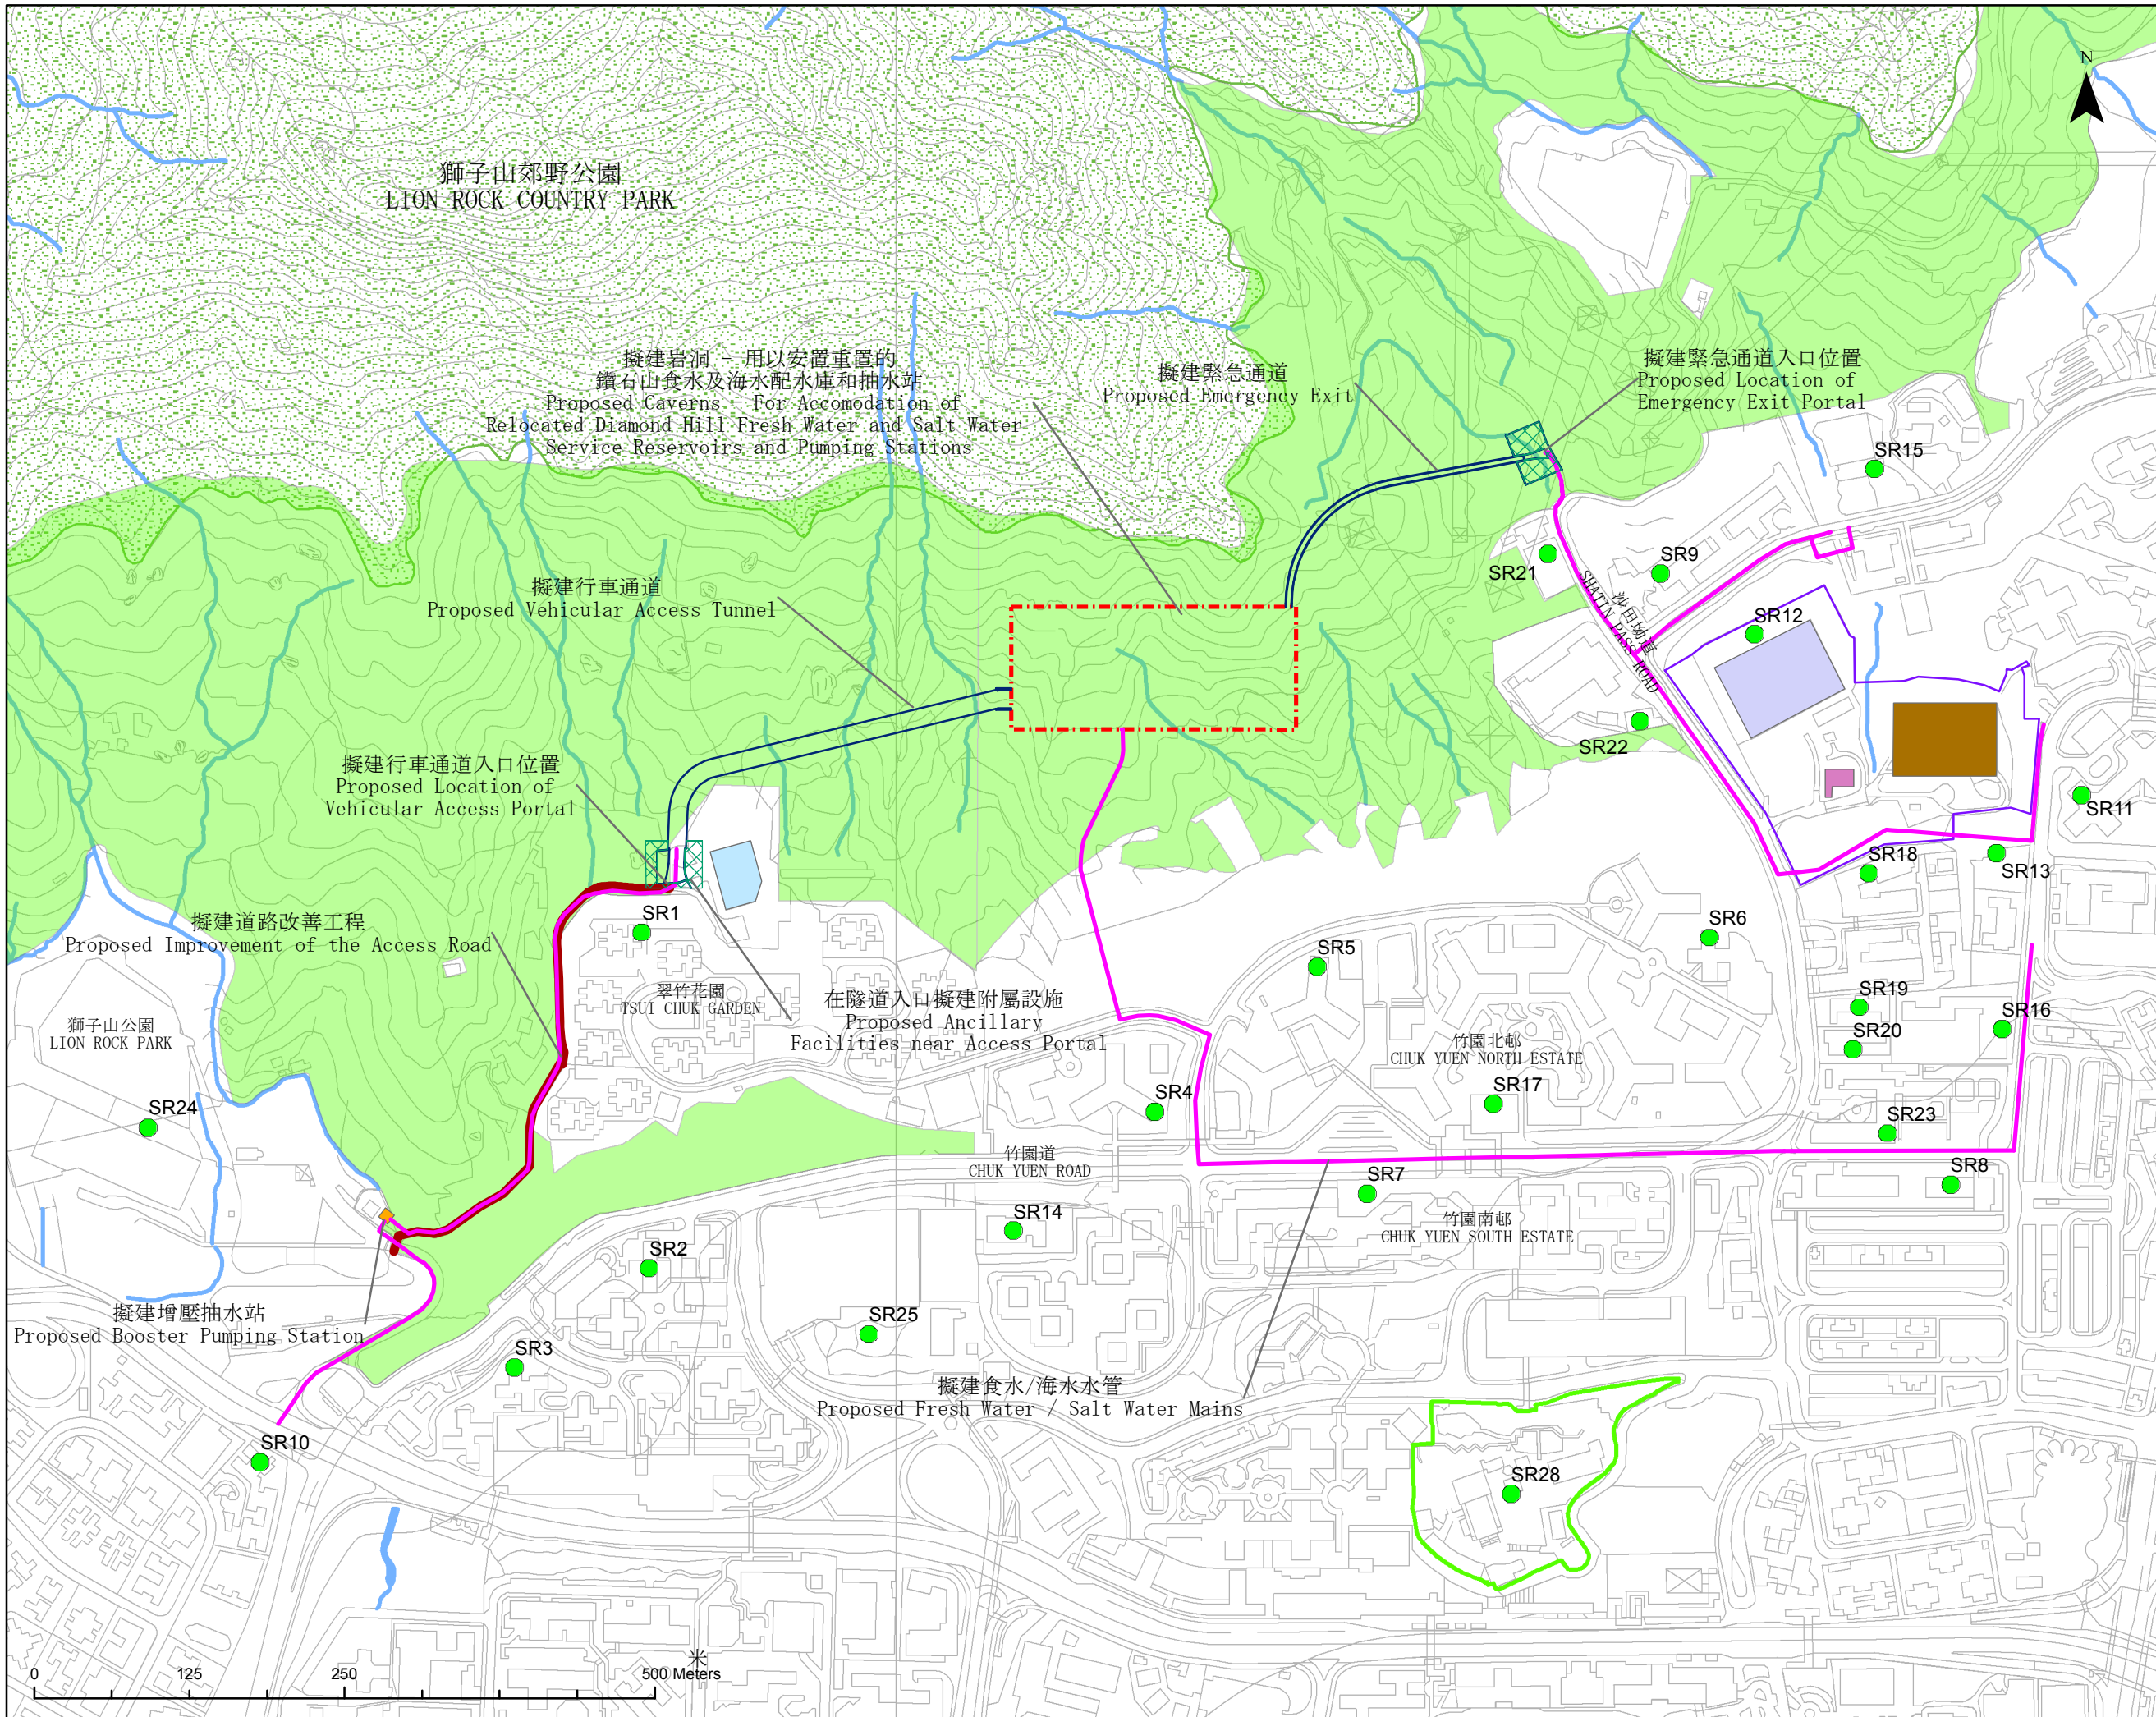 N
獅子山郊野公園
LION ROCK COUNTRY PARK
擬建岩洞 - 用以安置重置的
鑽石山食水及海水配水庫和抽水站
Proposed Caverns - For Accomodation of
Relocated Diamond Hill Fresh Water and Salt Water
Service Reservoirs and Pumping Stations
擬建緊急通道
Proposed Emergency Exit
擬建緊急通道入口位置
Proposed Location of
Emergency Exit Portal
SR15
擬建行車通道
Proposed Vehicular Access Tunnel
SR21
SR9
沙田坳道
SHATIN PASS ROAD
SR12
SR22
擬建行車通道入口位置
Proposed Location of
Vehicular Access Portal
SR11
SR18
SR13
擬建道路改善工程
Proposed Improvement of the Access Road
SR1
SR5
SR6
翠竹花園
TSUI CHUK GARDEN
在隧道入口擬建附屬設施
Proposed Ancillary
Facilities near Access Portal
獅子山公園
LION ROCK PARK
竹園北邨
CHUK YUEN NORTH ESTATE
SR19
SR20
SR16
SR24
SR4
SR17
SR23
竹園道
CHUK YUEN ROAD
SR7
SR8
SR14
竹園南邨
CHUK YUEN SOUTH ESTATE
SR2
擬建增壓抽水站
Proposed Booster Pumping Station
SR25
SR3
擬建食水/海水水管
Proposed Fresh Water / Salt Water Mains
SR10
SR28
米
0 125 250 500 Meters